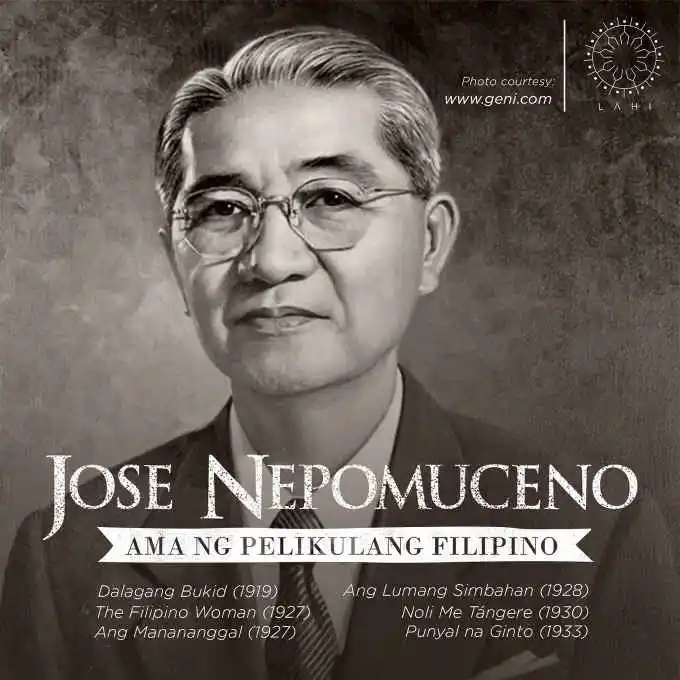 Photo courtesy:
www.geni.com
LAHI
JOSE NEPOMUCENO
AMA NG PELIKULANG FILIPINO
Dalagang Bukid (1919)
The Filipino Woman (1927)
Ang Manananggal (1927)
Ang Lumang Simbahan (1928)
Noli Me Tángere (1930)
Punyal na Ginto (1933)